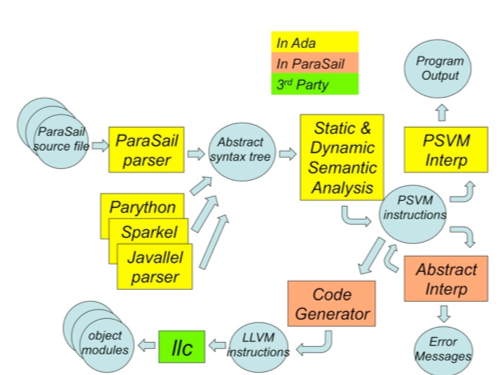 In Ada
In ParaSail
3rd Party
Program
Output
ParaSail
source file
ParaSail
parser
Abstract
syntax tree
Static &
Dynamic
Semantic
Analysis
PSVM
Interp
Parython
Sparkel
Javallel
parser
PSVM
instructions
Abstract
Interp
Code
Generator
object
modules
llc
LLVM
instructions
Error
Messages